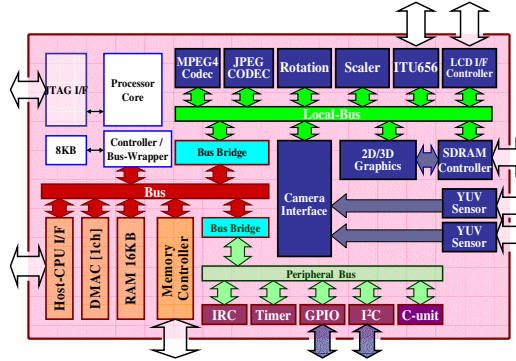 MPEG4
Codec
JPEG
CODEC
Rotation
Scaler
ITU656
LCD I/F
Controller
JTAG I/F
Processor
Core
Local-Bus
8KB
Controller /
Bus-Wrapper
Bus Bridge
2D/3D
Graphics
SDRAM
Controller
Bus
Camera
Interface
YUV
Sensor
YUV
Sensor
Host-CPU I/F
DMAC [1ch]
RAM 16KB
Memory
Controller
Bus Bridge
Peripheral Bus
IRC
Timer
GPIO
I²C
C-unit